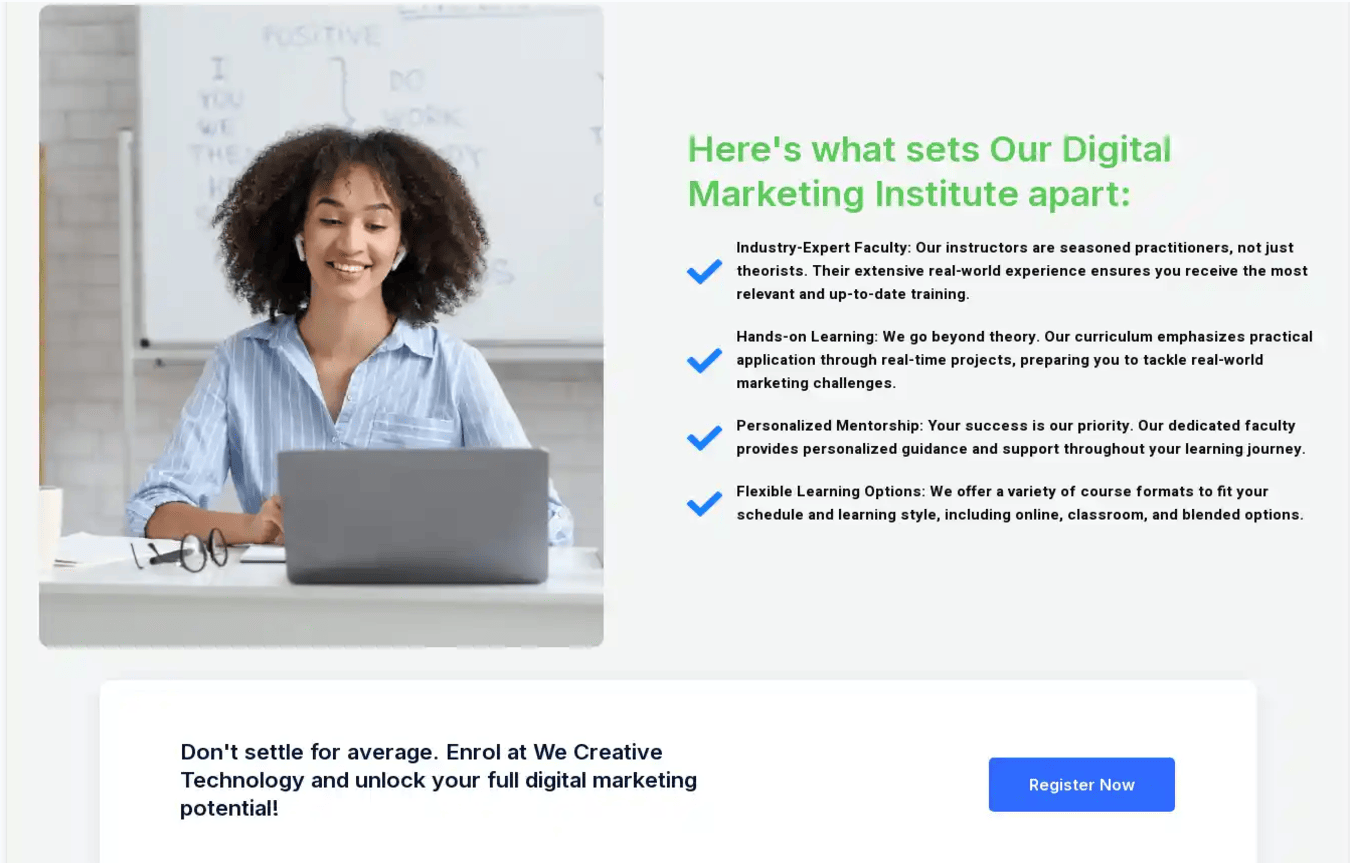 POSITIVE
I
DO
YOU
WE
WORK
Here's what sets Our Digital
Marketing Institute apart:
Industry-Expert Faculty: Our instructors are seasoned practitioners, not just
theorists. Their extensive real-world experience ensures you receive the most
relevant and up-to-date training.
Hands-on Learning: We go beyond theory. Our curriculum emphasizes practical
application through real-time projects, preparing you to tackle real-world
marketing challenges.
Personalized Mentorship: Your success is our priority. Our dedicated faculty
provides personalized guidance and support throughout your learning journey.
Flexible Learning Options: We offer a variety of course formats to fit your
schedule and learning style, including online, classroom, and blended options.
Don't settle for average. Enrol at We Creative
Technology and unlock your full digital marketing
potential!
Register Now